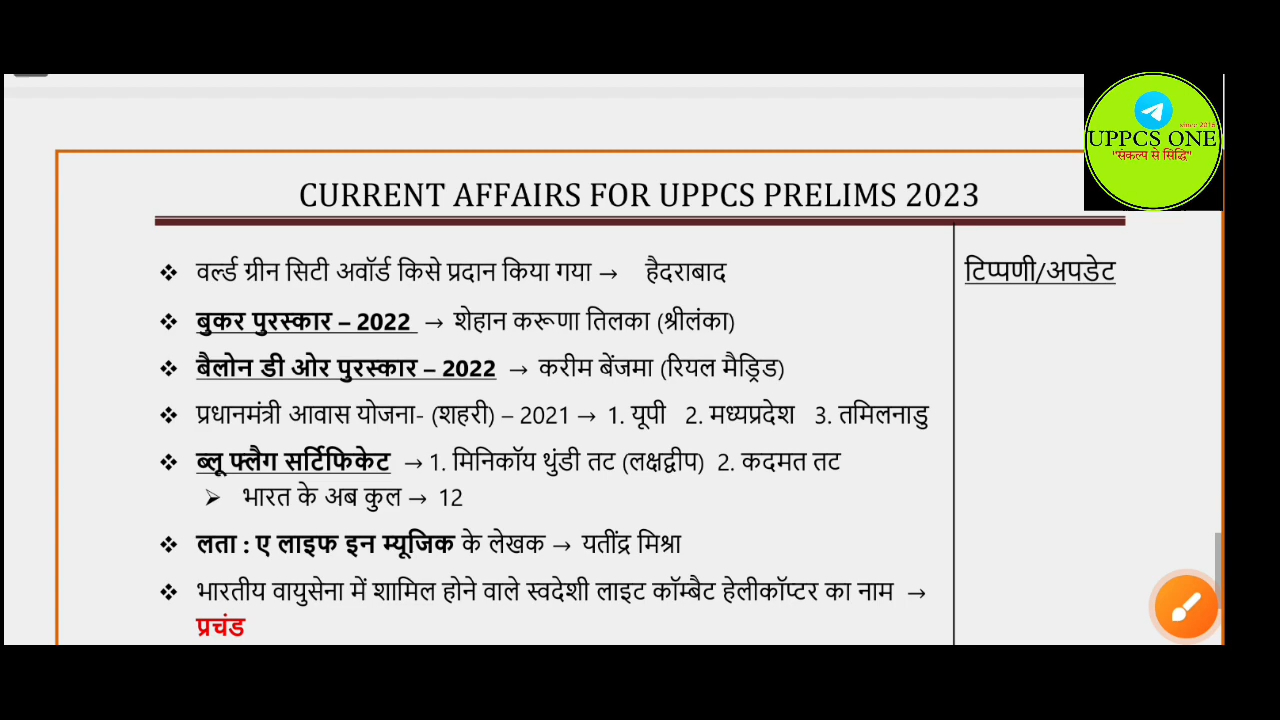 since 2016
UPPCS ONE
"संकल्प से सिद्धि"
CURRENT AFFAIRS FOR UPPCS PRELIMS 2023
❖ वर्ल्ड ग्रीन सिटी अवॉर्ड किसे प्रदान किया गया → हैदराबाद
टिप्पणी/अपडेट
❖ बुकर पुरस्कार – 2022 → शेहान करूणा तिलका (श्रीलंका)
❖ बैलोन डी ओर पुरस्कार – 2022 → करीम बेंजमा (रियल मैड्रिड)
❖ प्रधानमंत्री आवास योजना- (शहरी) – 2021 → 1. यूपी 2. मध्यप्रदेश 3. तमिलनाडु
❖ ब्लू फ्लैग सर्टिफिकेट → 1. मिनिकॉय थुंडी तट (लक्षद्वीप) 2. कदमत तट
➢ भारत के अब कुल → 12
❖ लता : ए लाइफ इन म्यूजिक के लेखक → यतींद्र मिश्रा
❖ भारतीय वायुसेना में शामिल होने वाले स्वदेशी लाइट कॉम्बैट हेलीकॉप्टर का नाम →
प्रचंड